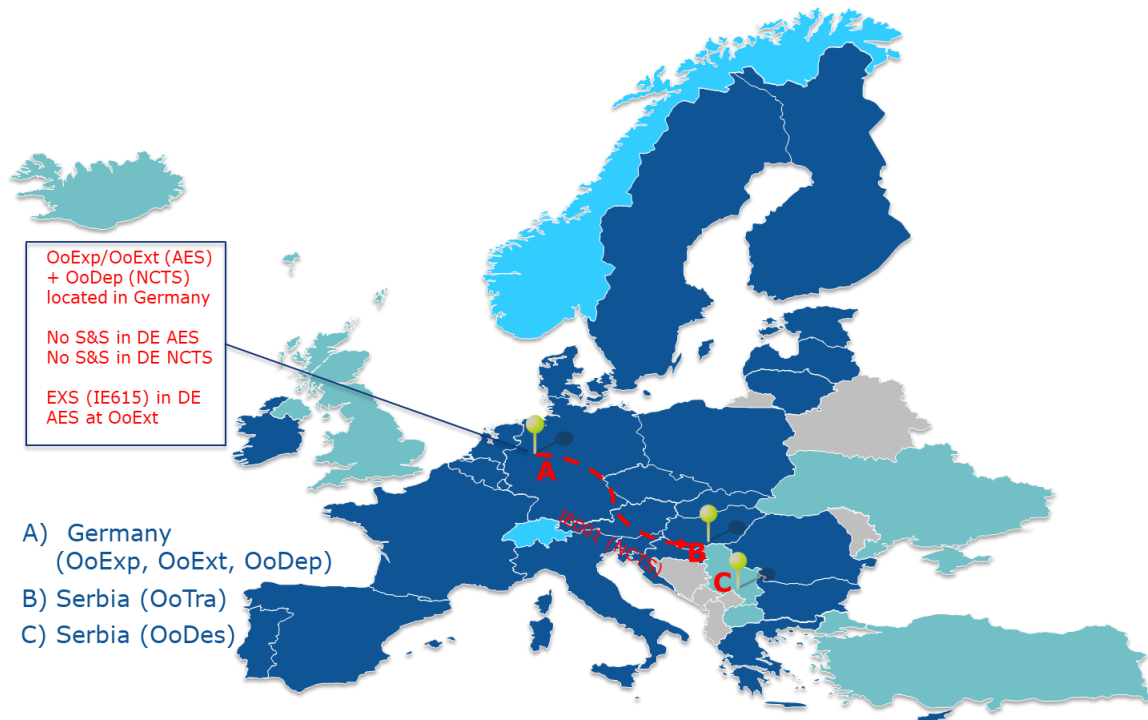 OoExp/OoExt (AES)
+ OoDep (NCTS)
located in Germany
No S&S in DE AES
No S&S in DE NCTS
EXS (IE615) in DE
AES at OoExt
A
IE001 (NCTS)
B
C
A) Germany
(OoExp, OoExt, OoDep)
B) Serbia (OoTra)
C) Serbia (OoDes)